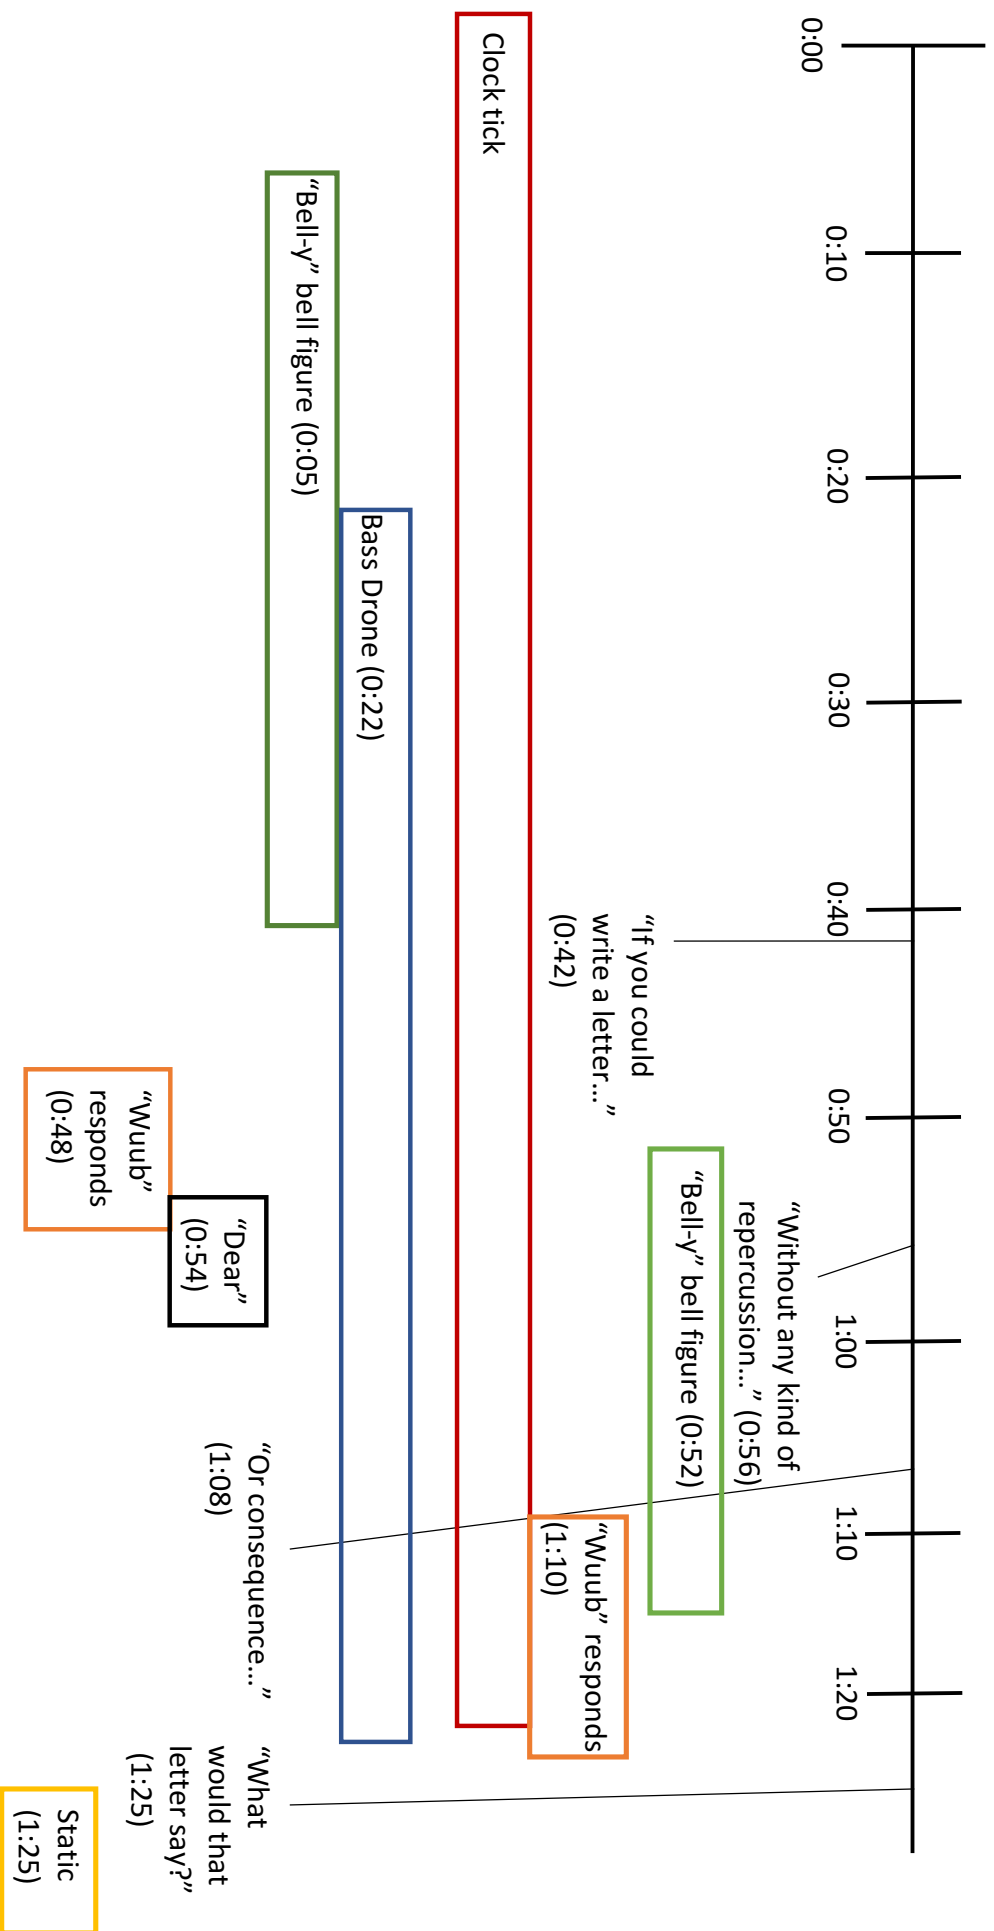 0:00
0:10
0:20
0:30
0:40
0:50
1:00
1:10
1:20
“If you could
write a letter…”
(0:42)
“Without any kind of
repercussion…” (0:56)
“Bell-y” bell figure (0:52)
“Wuub” responds
(1:10)
Clock tick
Bass Drone (0:22)
“Bell-y” bell figure (0:05)
“Or consequence…”
(1:08)
“What
would that
letter say?”
(1:25)
“Dear”
(0:54)
“Wuub”
responds
(0:48)
Static
(1:25)